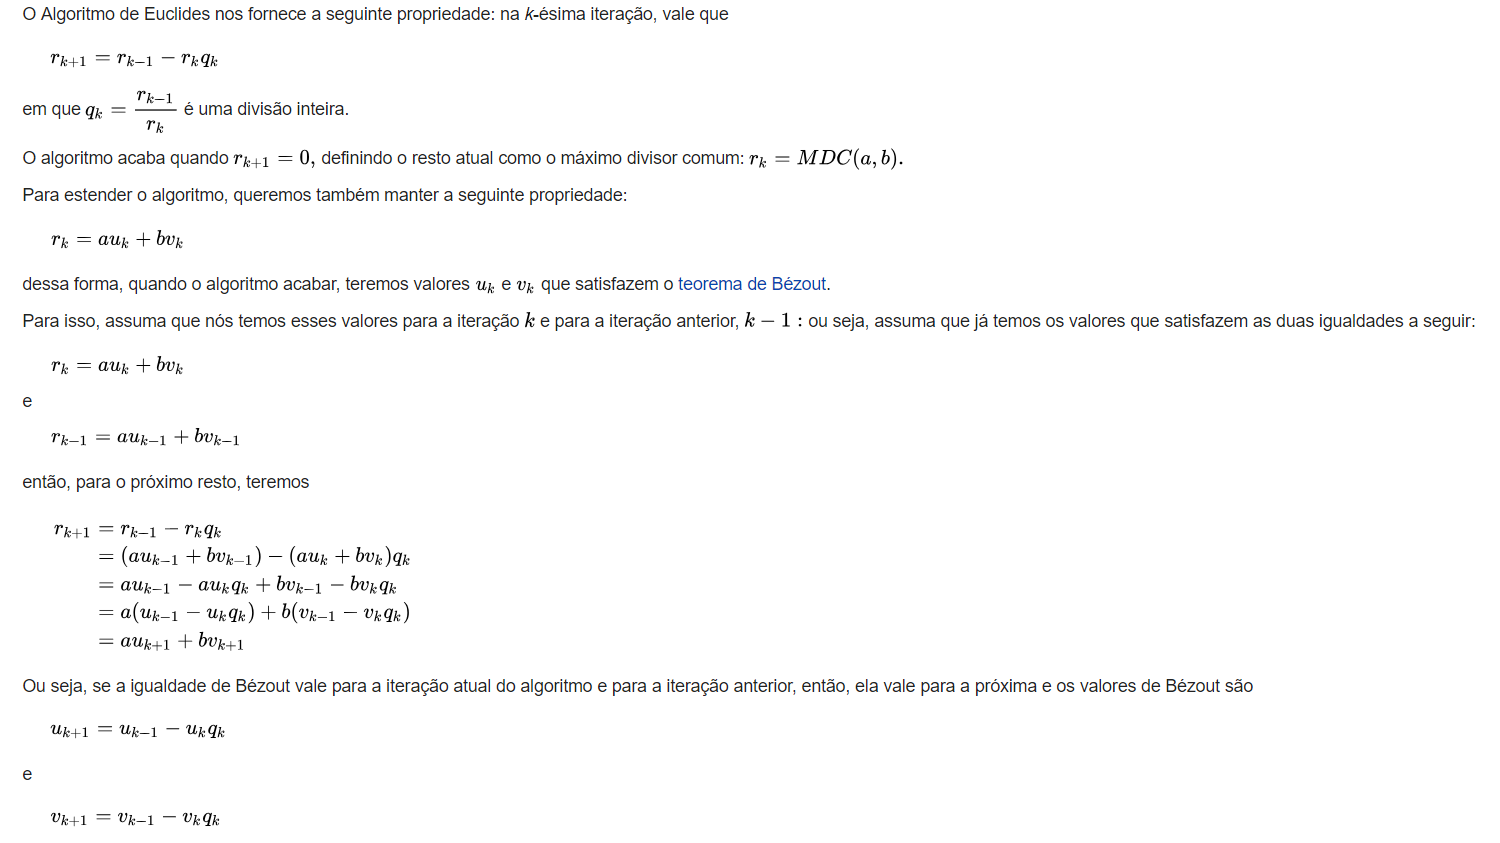 O Algoritmo de Euclides nos fornece a seguinte propriedade: na k-ésima iteração, vale que
r_{k+1} = r_{k−1} − r_k q_k
em que q_k = \frac{r_{k−1}}{r_k} é uma divisão inteira.
O algoritmo acaba quando r_{k+1} = 0, definindo o resto atual como o máximo divisor comum: r_k = MDC(a, b).
Para estender o algoritmo, queremos também manter a seguinte propriedade:
r_k = au_k + bv_k
dessa forma, quando o algoritmo acabar, teremos valores u_k e v_k que satisfazem o teorema de Bézout.
Para isso, assuma que nós temos esses valores para a iteração k e para a iteração anterior, k − 1 : ou seja, assuma que já temos os valores que satisfazem as duas igualdades a seguir:
r_k = au_k + bv_k
e
r_{k−1} = au_{k−1} + bv_{k−1}
então, para o próximo resto, teremos
r_{k+1} = r_{k−1} − r_k q_k
= (au_{k−1} + bv_{k−1}) − (au_k + bv_k)q_k
= au_{k−1} − au_k q_k + bv_{k−1} − bv_k q_k
= a(u_{k−1} − u_k q_k) + b(v_{k−1} − v_k q_k)
= au_{k+1} + bv_{k+1}
Ou seja, se a igualdade de Bézout vale para a iteração atual do algoritmo e para a iteração anterior, então, ela vale para a próxima e os valores de Bézout são
u_{k+1} = u_{k−1} − u_k q_k
e
v_{k+1} = v_{k−1} − v_k q_k